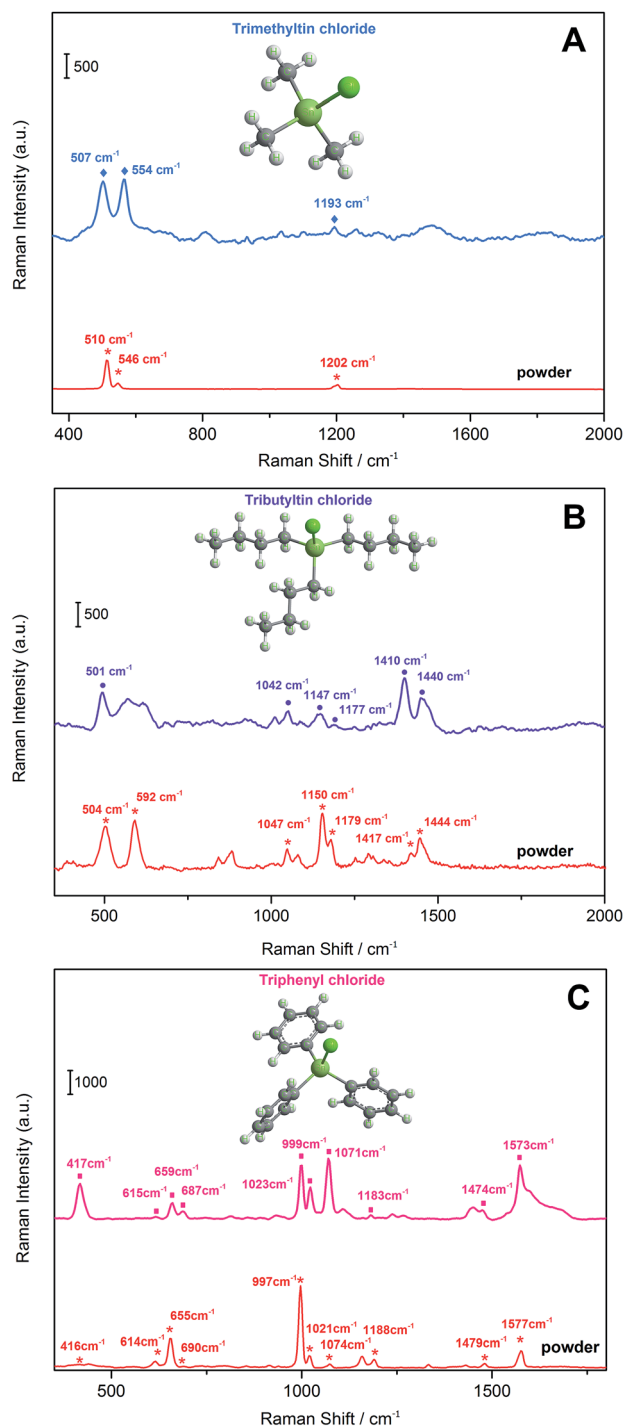 Trimethyltin chloride
A
500
507 cm⁻¹
554 cm⁻¹
1193 cm⁻¹
510 cm⁻¹
546 cm⁻¹
1202 cm⁻¹
powder
Raman Intensity (a.u.)
400 800 1200 1600 2000
Raman Shift / cm⁻¹
Tributyltin chloride
B
500
501 cm⁻¹
1042 cm⁻¹
1147 cm⁻¹
1177 cm⁻¹
1410 cm⁻¹
1440 cm⁻¹
504 cm⁻¹
592 cm⁻¹
1047 cm⁻¹
1150 cm⁻¹
1179 cm⁻¹
1417 cm⁻¹
1444 cm⁻¹
powder
Raman Intensity (a.u.)
500 1000 1500 2000
Raman Shift / cm⁻¹
Triphenyl chloride
C
1000
417cm⁻¹
615cm⁻¹
659cm⁻¹
687cm⁻¹
999cm⁻¹
1023cm⁻¹
1071cm⁻¹
1183cm⁻¹
1474cm⁻¹
1573cm⁻¹
416cm⁻¹
614cm⁻¹
655cm⁻¹
690cm⁻¹
997cm⁻¹
1021cm⁻¹
1074cm⁻¹
1188cm⁻¹
1479cm⁻¹
1577cm⁻¹
powder
Raman Intensity (a.u.)
500 1000 1500
Raman Shift / cm⁻¹